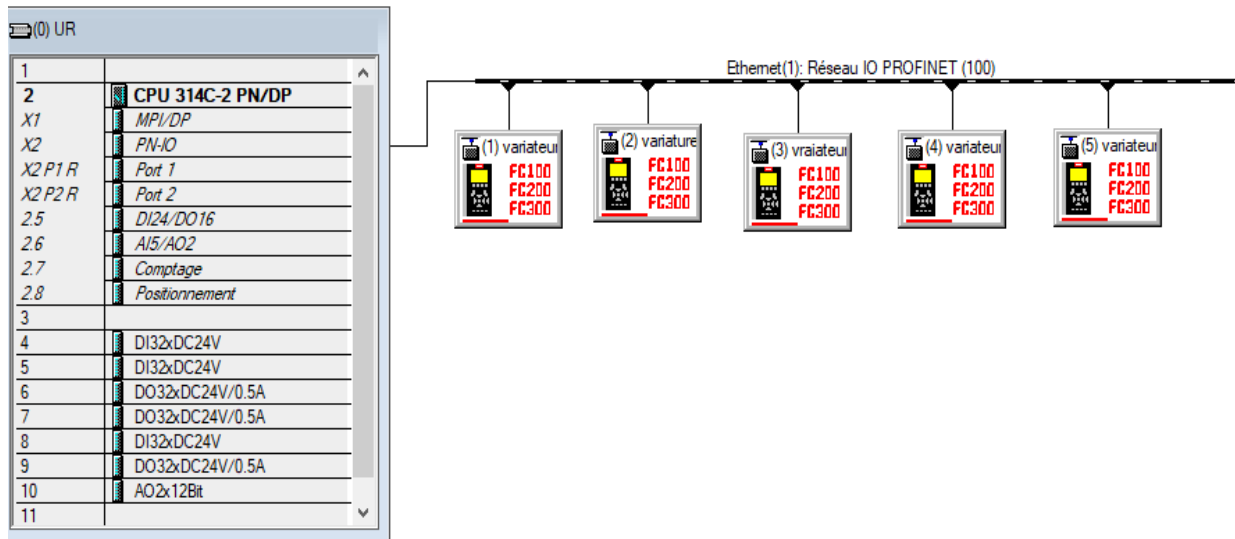 (0) UR
1
2 CPU 314C-2 PN/DP
X1 MPI/DP
X2 PN-IO
X2 P1 R Port 1
X2 P2 R Port 2
2.5 DI24/DO16
2.6 AI5/AO2
2.7 Comptage
2.8 Positionnement
3
4 DI32xDC24V
5 DI32xDC24V
6 DO32xDC24V/0.5A
7 DO32xDC24V/0.5A
8 DI32xDC24V
9 DO32xDC24V/0.5A
10 AO2x12Bit
11
Ethernet(1): Réseau IO PROFINET (100)
(1) variateur
FC100
FC200
FC300
(2) variature
FC100
FC200
FC300
(3) vraiateur
FC100
FC200
FC300
(4) variateur
FC100
FC200
FC300
(5) variateur
FC100
FC200
FC300